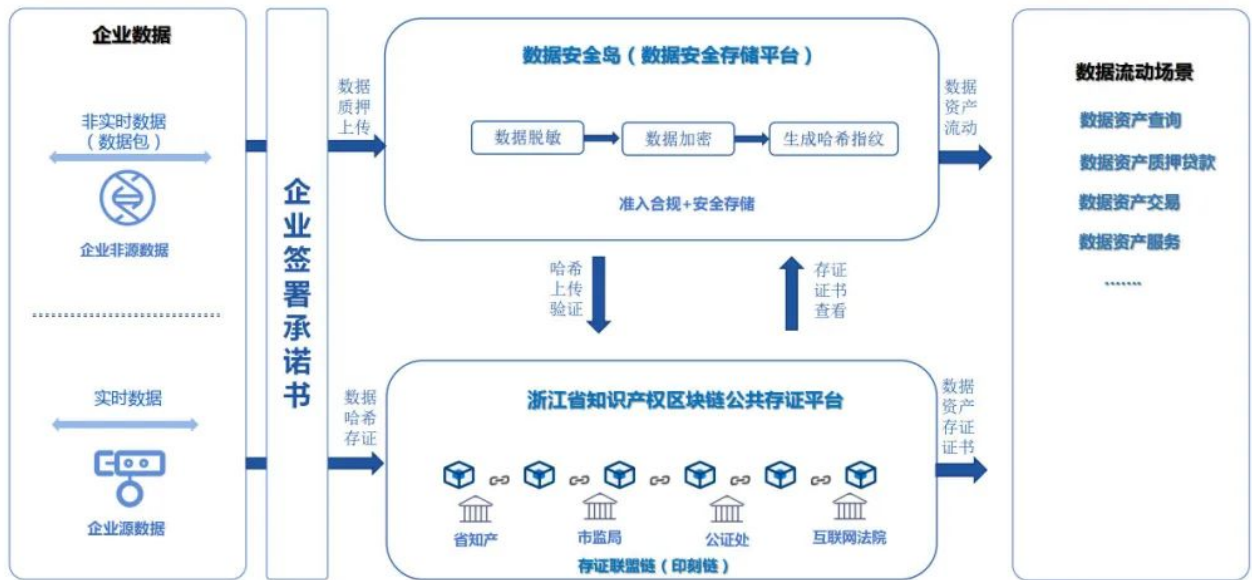 企业数据
非实时数据
（数据包）
企业非源数据
实时数据
企业源数据
企业签署承诺书
数据
质押
上传
数据
哈希
存证
数据安全岛（数据安全存储平台）
数据脱敏
数据加密
生成哈希指纹
准入合规+安全存储
哈希
上传
验证
存证
证书
查看
浙江省知识产权区块链公共存证平台
省知产
市监局
公证处
互联网法院
存证联盟链（印刻链）
数据
资产
流动
数据
资产
存证
证书
数据流动场景
数据资产查询
数据资产质押贷款
数据资产交易
数据资产服务
.......